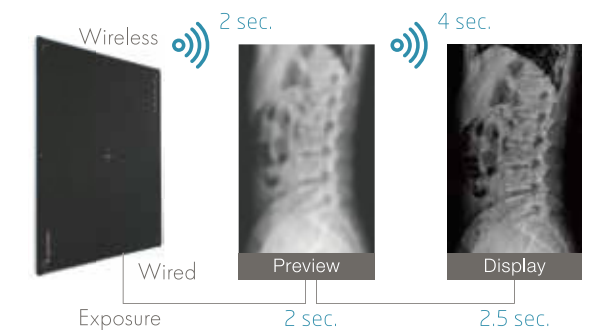 Wireless
2 sec.
4 sec.
Preview
Display
Wired
Exposure
2 sec.
2.5 sec.